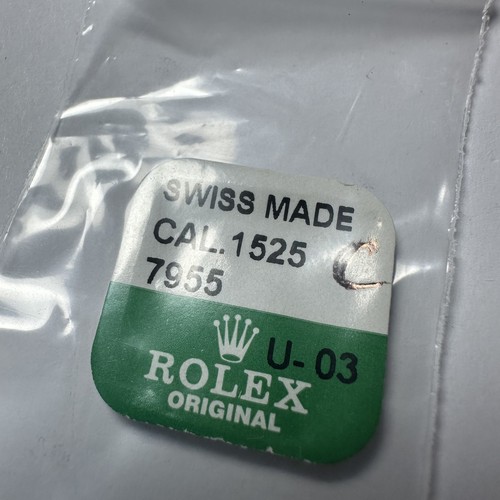 SWISS MADE
CAL.1525
7955
U- 03
ROLEX
ORIGINAL